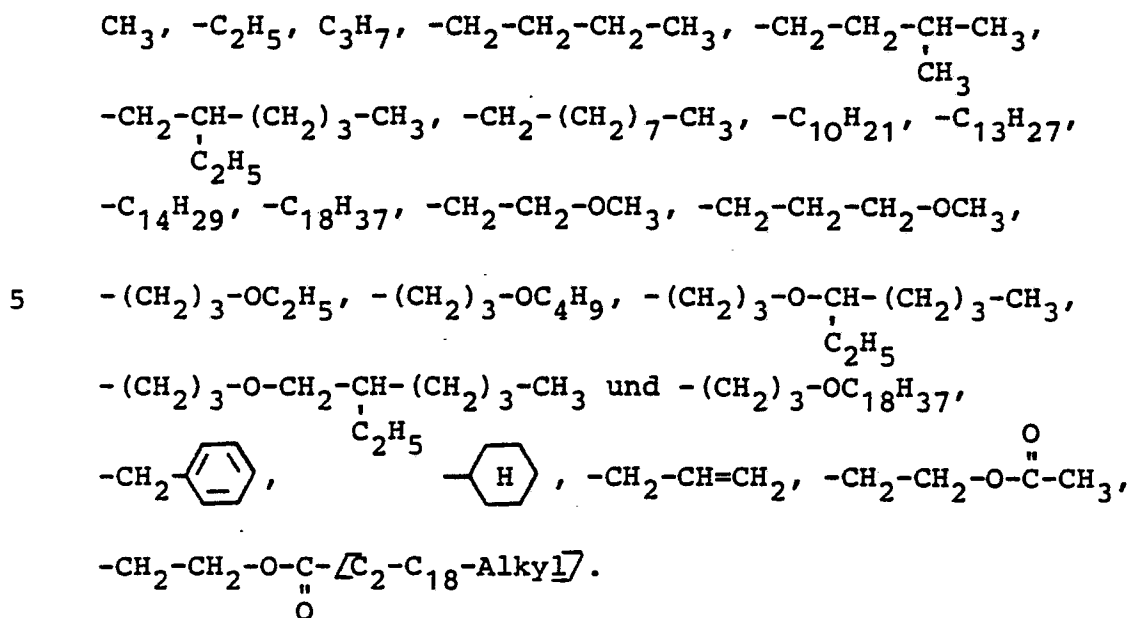 CH3, -C2H5, C3H7, -CH2-CH2-CH2-CH3, -CH2-CH2-CH-CH3,
CH3
-CH2-CH-(CH2)3-CH3, -CH2-(CH2)7-CH3, -C10H21, -C13H27,
C2H5
-C14H29, -C18H37, -CH2-CH2-OCH3, -CH2-CH2-CH2-OCH3,
5 -(CH2)3-OC2H5, -(CH2)3-OC4H9, -(CH2)3-O-CH-(CH2)3-CH3,
C2H5
-(CH2)3-O-CH2-CH-(CH2)3-CH3 und -(CH2)3-OC18H37,
C2H5
O
-CH2 , - H , -CH2-CH=CH2, -CH2-CH2-O-C-CH3,
-CH2-CH2-O-C-[C2-C18-Alkyl].
O